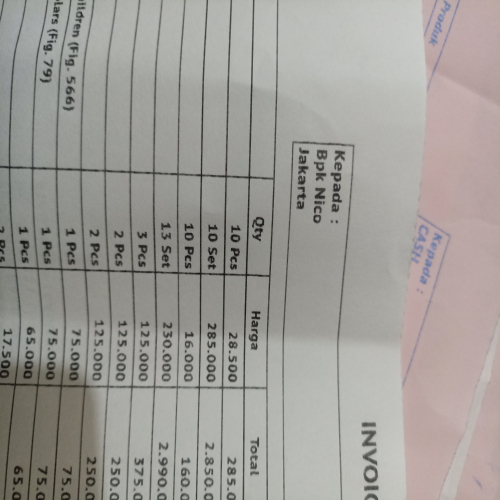 INVOIC
Kepada :
Bpk Nico
Jakarta
Qty Harga Total
10 Pcs 28.500 285.0
10 Set 285.000 2.850.0
10 Pcs 16.000 160.0
13 Set 230.000 2.990.0
3 Pcs 125.000 375.0
2 Pcs 125.000 250.0
2 Pcs 125.000 250.0
ildren (Fig. 566) 1 Pcs 75.000 75.0
lars (Fig. 79) 1 Pcs 75.000 75.0
1 Pcs 65.000 65.0
Pcs 17.500
Produk
Kepada :
CASH